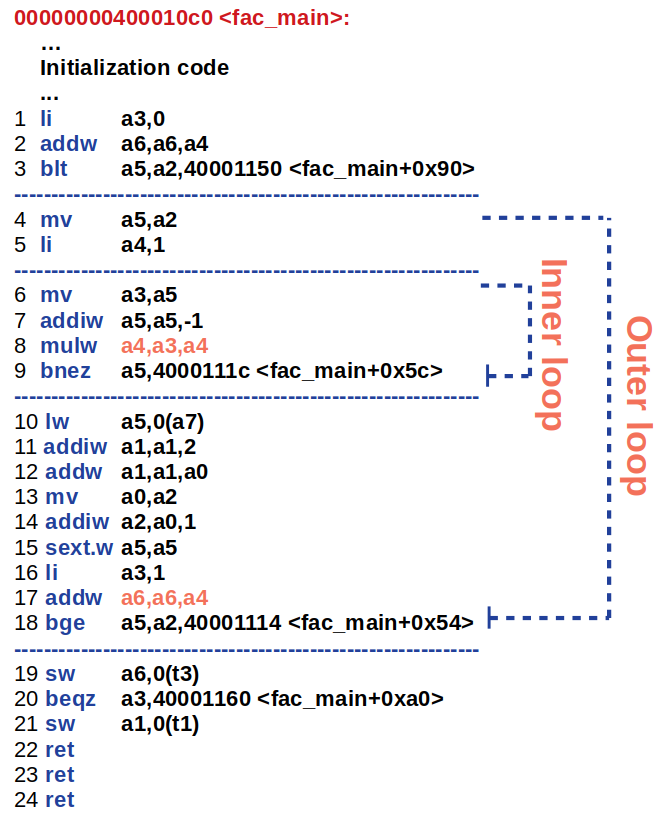 00000000400010c0 <fac_main>:
...
Initialization code
...
1 li a3,0
2 addw a6,a6,a4
3 blt a5,a2,40001150 <fac_main+0x90>
4 mv a5,a2
5 li a4,1
6 mv a3,a5
7 addiw a5,a5,-1
8 mulw a4,a3,a4
9 bnez a5,4000111c <fac_main+0x5c>
10 lw a5,0(a7)
11 addiw a1,a1,2
12 addw a1,a1,a0
13 mv a0,a2
14 addiw a2,a0,1
15 sext.w a5,a5
16 li a3,1
17 addw a6,a6,a4
18 bge a5,a2,40001114 <fac_main+0x54>
19 sw a6,0(t3)
20 beqz a3,40001160 <fac_main+0xa0>
21 sw a1,0(t1)
22 ret
23 ret
24 ret
Inner loop
Outer loop